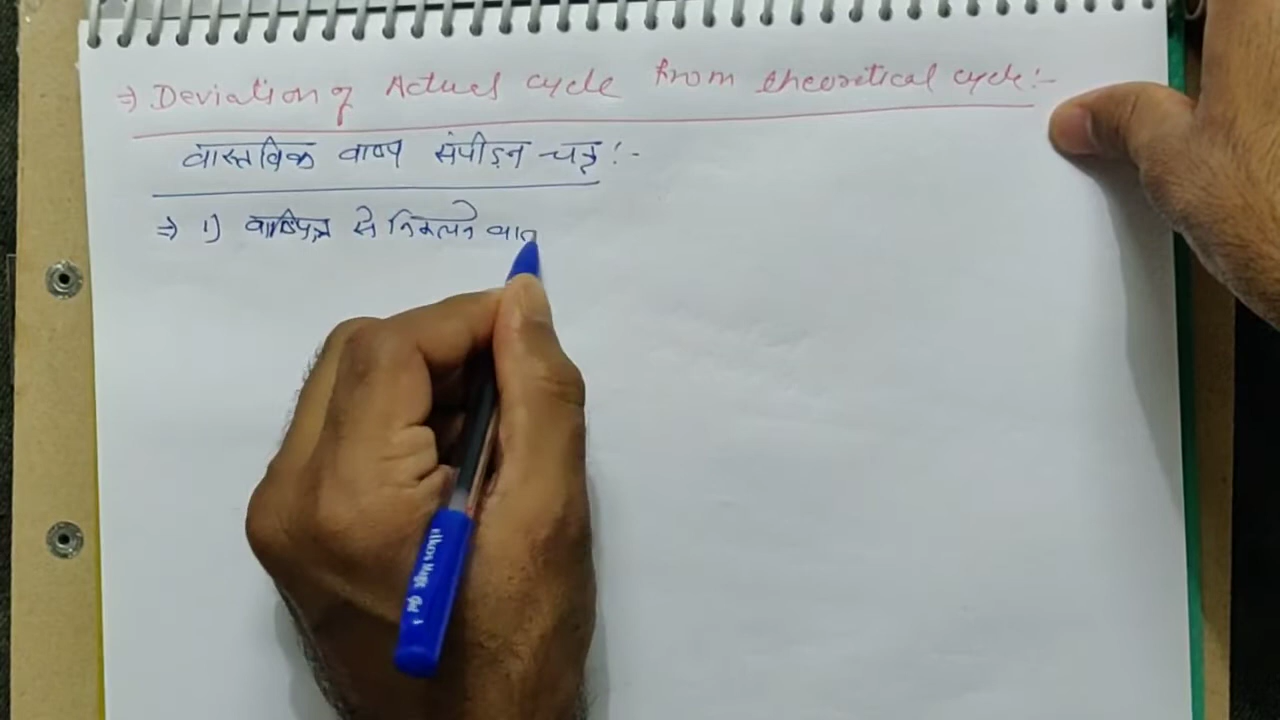 ⇒ Deviation of Actual cycle from theoretical cycle:-
वास्तविक वाष्प संपीडन चक्र:-
⇒ 1) वाष्पित्र से निकलने वाल